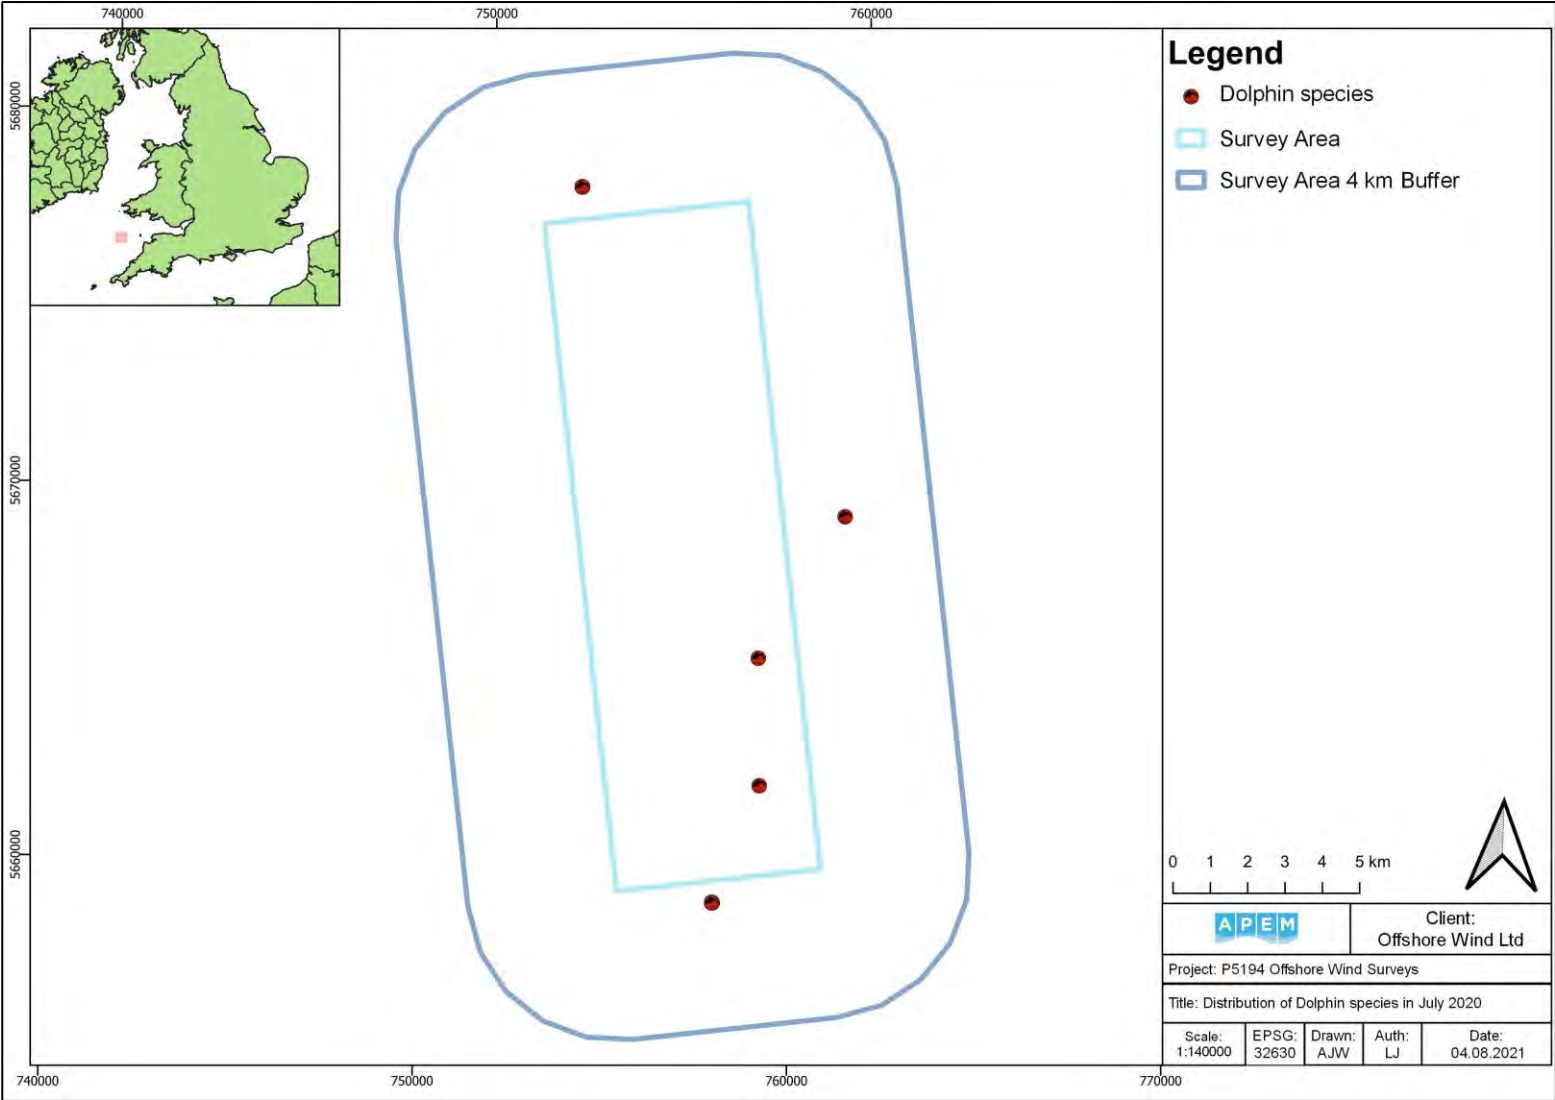 740000
750000
760000
5680000
5670000
5660000
740000
750000
760000
770000
Legend
Dolphin species
Survey Area
Survey Area 4 km Buffer
0 1 2 3 4 5 km
APEM
Client:
Offshore Wind Ltd
Project: P5194 Offshore Wind Surveys
Title: Distribution of Dolphin species in July 2020
Scale:
1:140000
EPSG:
32630
Drawn:
AJW
Auth:
LJ
Date:
04.08.2021